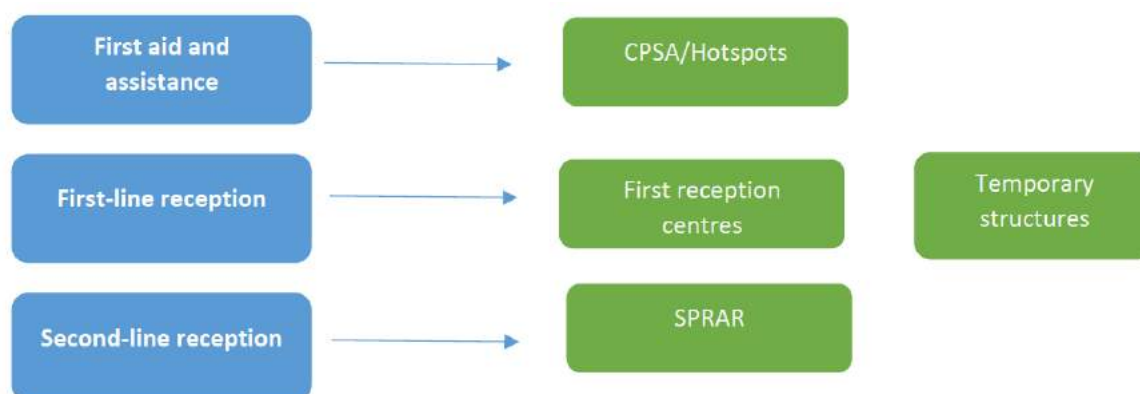 First aid and
assistance
CPSA/Hotspots
First-line reception
First reception
centres
Temporary
structures
Second-line reception
SPRAR